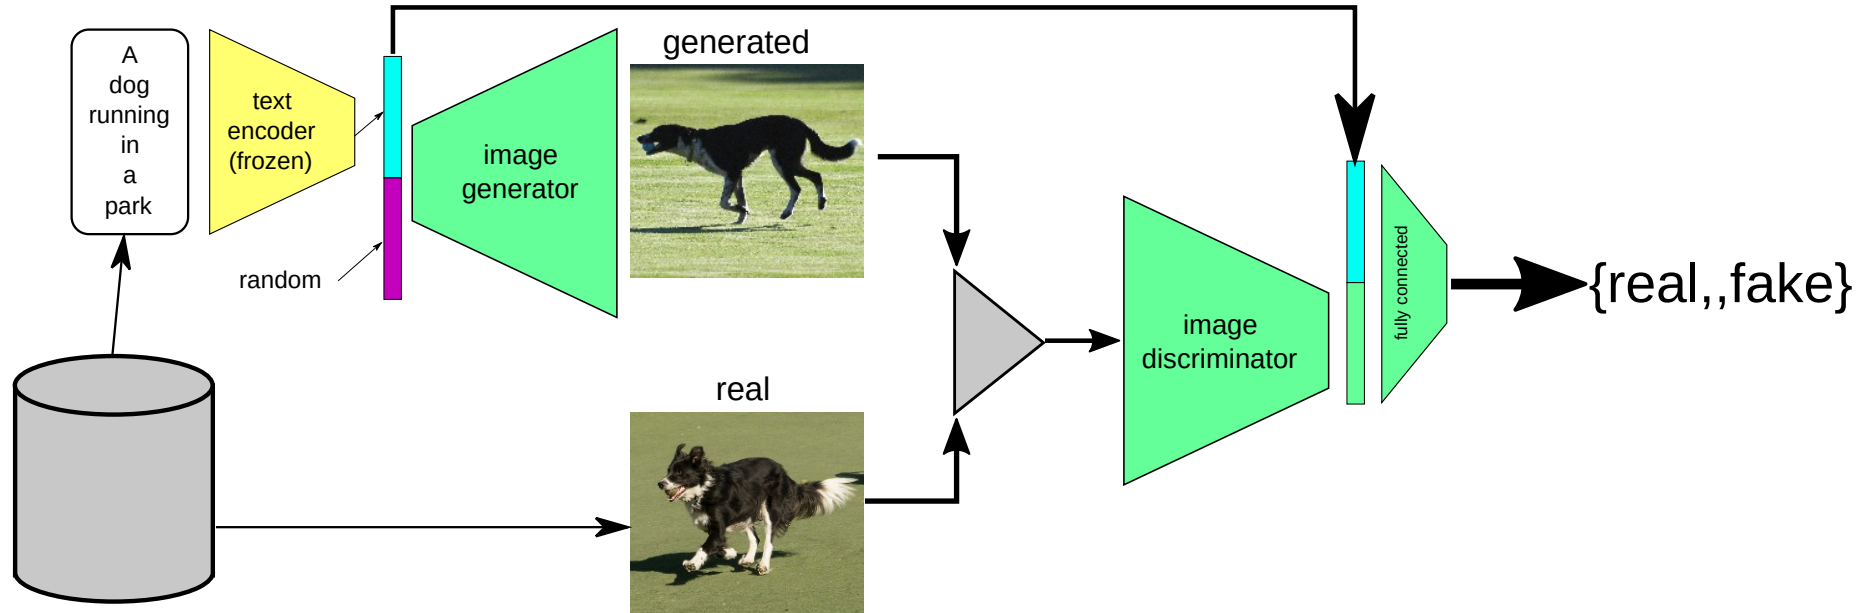 A
dog
running
in
a
park
text
encoder
(frozen)
random
image
generator
generated
real
image
discriminator
fully connected
{real,,fake}